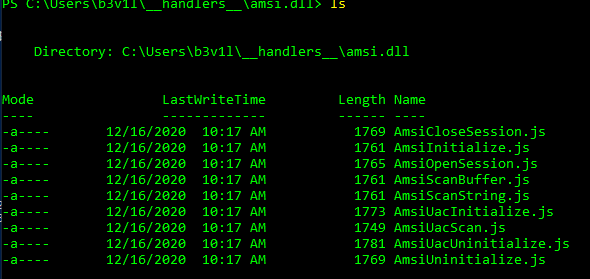 PS C:\Users\b3v1l\__handlers__\amsi.dll> ls
Directory: C:\Users\b3v1l\__handlers__\amsi.dll
Mode                LastWriteTime         Length Name
----                -------------         ------ ----
-a----       12/16/2020  10:17 AM           1769 AmsiCloseSession.js
-a----       12/16/2020  10:17 AM           1761 AmsiInitialize.js
-a----       12/16/2020  10:17 AM           1765 AmsiOpenSession.js
-a----       12/16/2020  10:17 AM           1761 AmsiScanBuffer.js
-a----       12/16/2020  10:17 AM           1761 AmsiScanString.js
-a----       12/16/2020  10:17 AM           1773 AmsiUacInitialize.js
-a----       12/16/2020  10:17 AM           1749 AmsiUacScan.js
-a----       12/16/2020  10:17 AM           1781 AmsiUacUninitialize.js
-a----       12/16/2020  10:17 AM           1769 AmsiUninitialize.js